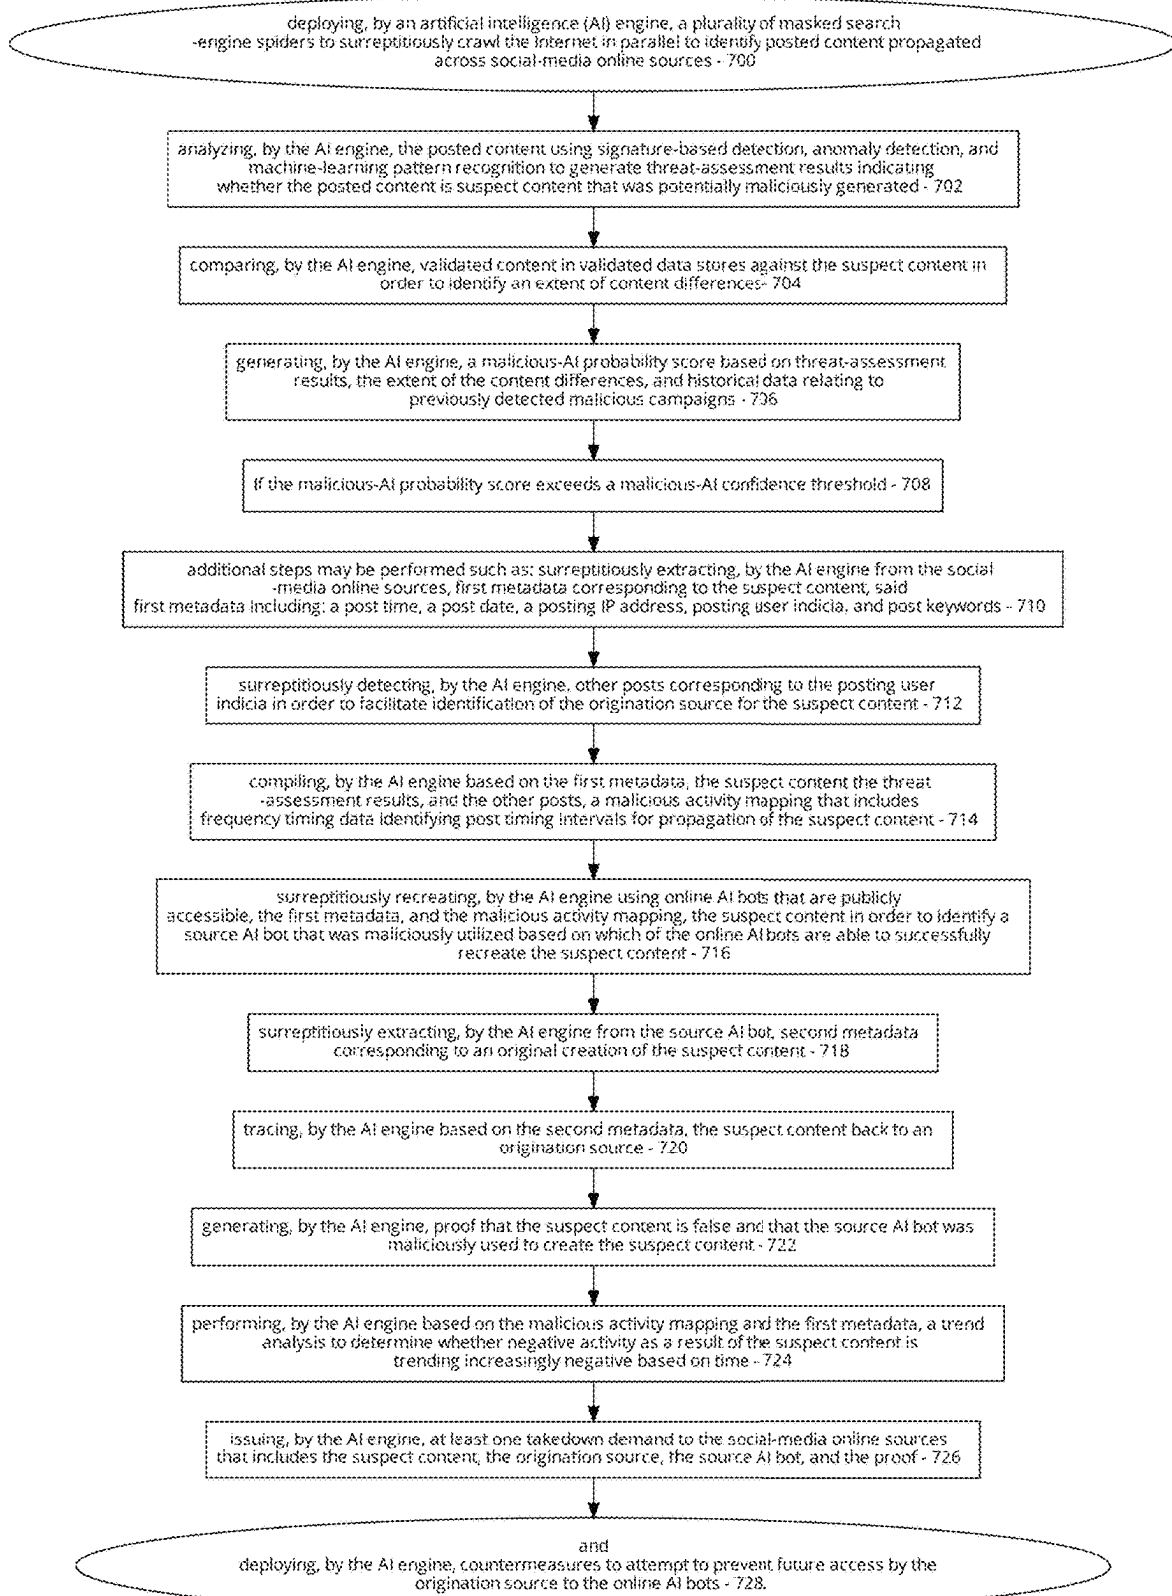 deploying, by an artificial intelligence (AI) engine, a plurality of masked search
-engine spiders to surreptitiously crawl the Internet in parallel to identify posted content propagated
across social-media online sources - 700
analyzing, by the AI engine, the posted content using signature-based detection, anomaly detection, and
machine-learning pattern recognition to generate threat-assessment results indicating
whether the posted content is suspect content that was potentially maliciously generated - 702
comparing, by the AI engine, validated content in validated data stores against the suspect content in
order to identify an extent of content differences- 704
generating, by the AI engine, a malicious-AI probability score based on threat-assessment
results, the extent of the content differences, and historical data relating to
previously detected malicious campaigns - 706
If the malicious-AI probability score exceeds a malicious-AI confidence threshold - 708
additional steps may be performed such as: surreptitiously extracting, by the AI engine from the social
-media online sources, first metadata corresponding to the suspect content, said
first metadata including: a post time, a post date, a posting IP address, posting user indicia, and post keywords - 710
surreptitiously detecting, by the AI engine, other posts corresponding to the posting user
indicia in order to facilitate identification of the origination source for the suspect content - 712
compiling, by the AI engine based on the first metadata, the suspect content the threat
-assessment results, and the other posts, a malicious activity mapping that includes
frequency timing data identifying post timing intervals for propagation of the suspect content - 714
surreptitiously recreating, by the AI engine using online AI bots that are publicly
accessible, the first metadata, and the malicious activity mapping, the suspect content in order to identify a
source AI bot that was maliciously utilized based on which of the online AI bots are able to successfully
recreate the suspect content - 716
surreptitiously extracting, by the AI engine from the source AI bot, second metadata
corresponding to an original creation of the suspect content - 718
tracing, by the AI engine based on the second metadata, the suspect content back to an
origination source - 720
generating, by the AI engine, proof that the suspect content is false and that the source AI bot was
maliciously used to create the suspect content - 722
performing, by the AI engine based on the malicious activity mapping and the first metadata, a trend
analysis to determine whether negative activity as a result of the suspect content is
trending increasingly negative based on time - 724
issuing, by the AI engine, at least one takedown demand to the social-media online sources
that includes the suspect content, the origination source, the source AI bot, and the proof - 726
and
deploying, by the AI engine, countermeasures to attempt to prevent future access by the
origination source to the online AI bots - 728.